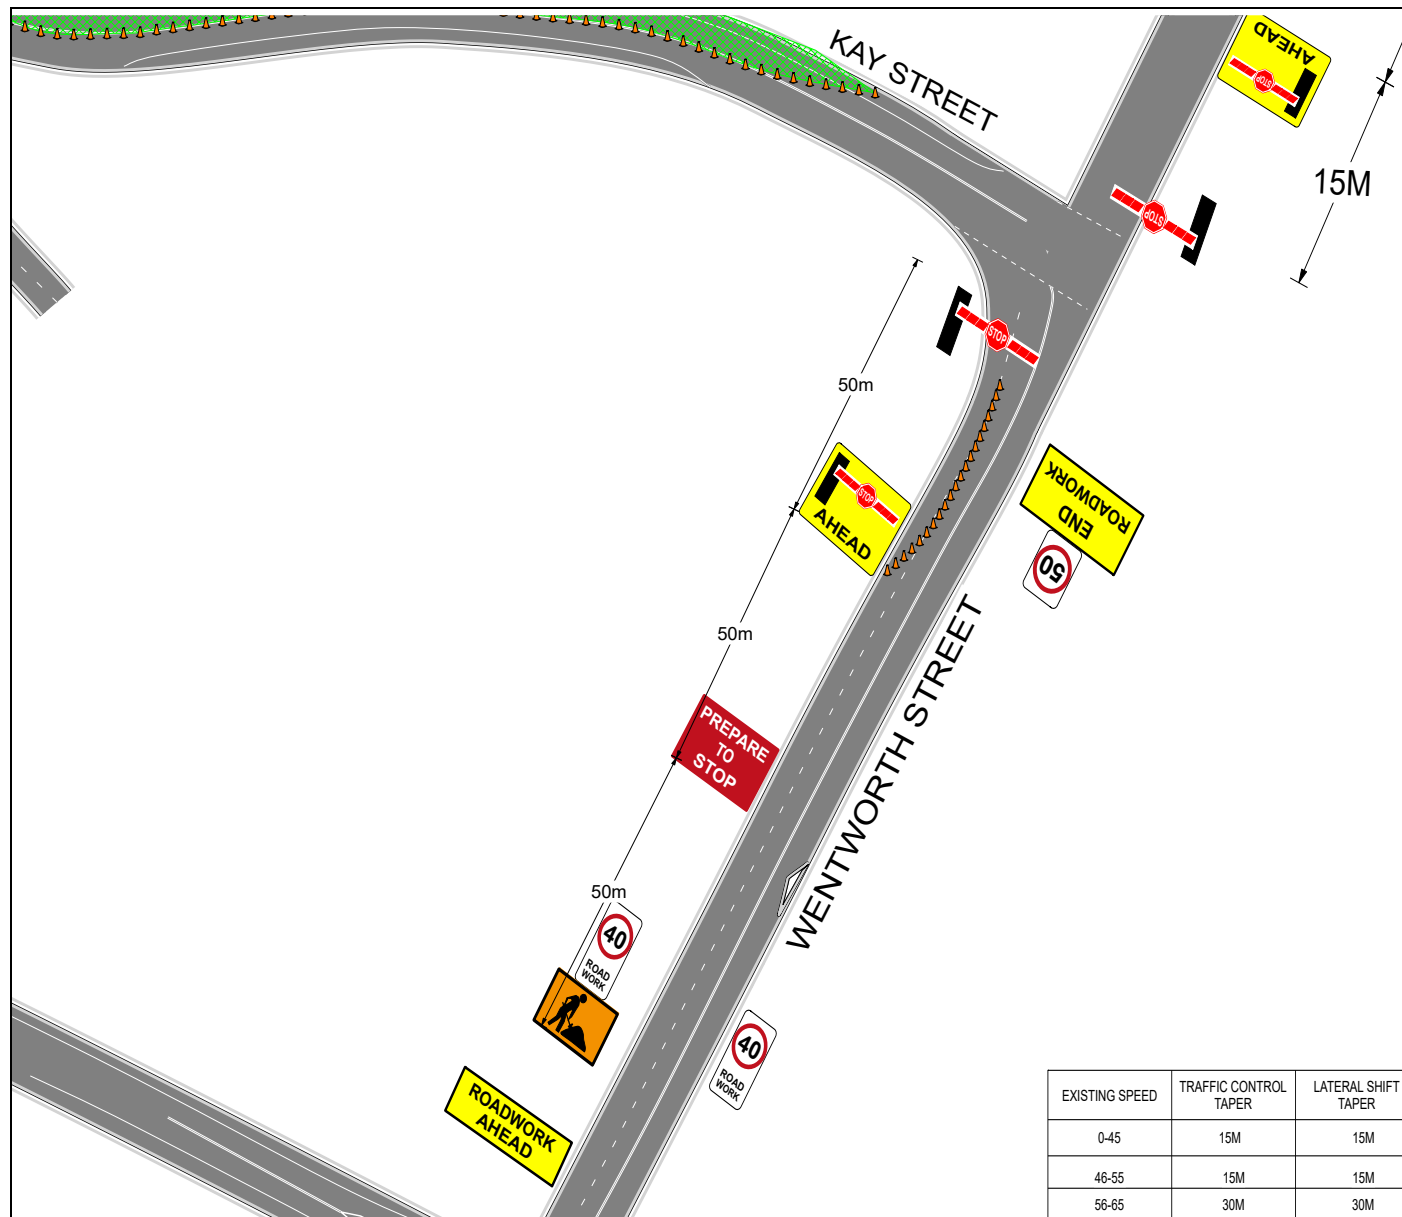 KAY STREET
AHEAD
STOP
15M
STOP
STOP
50m
STOP
AHEAD
END
ROADWORK
50
50m
WENTWORTH STREET
PREPARE
TO
STOP
50m
40
ROAD
WORK
40
ROAD
WORK
ROADWORK
AHEAD
EXISTING SPEED
TRAFFIC CONTROL
TAPER
LATERAL SHIFT
TAPER
0-45
15M
15M
46-55
15M
15M
56-65
30M
30M